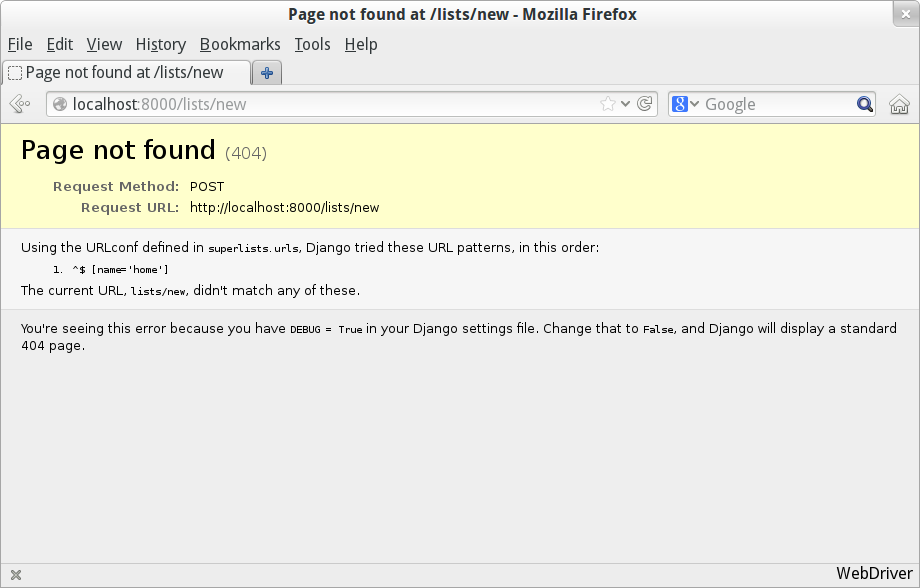 Page not found at /lists/new - Mozilla Firefox
File Edit View History Bookmarks Tools Help
Page not found at /lists/new
localhost:8000/lists/new
8 Google
Page not found (404)
Request Method: POST
Request URL: http://localhost:8000/lists/new
Using the URLconf defined in superlists.urls, Django tried these URL patterns, in this order:
1. ^$ [name='home']
The current URL, lists/new, didn't match any of these.
You're seeing this error because you have DEBUG = True in your Django settings file. Change that to False, and Django will display a standard
404 page.
WebDriver